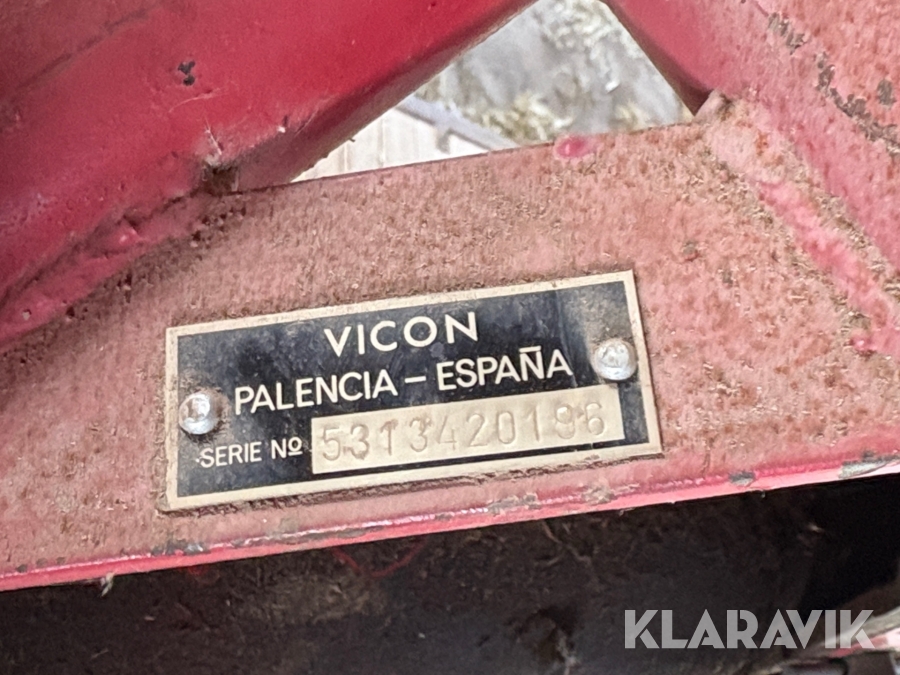 VICON
PALENCIA – ESPAÑA
SERIE Nº 5313420196
KLARAVIK